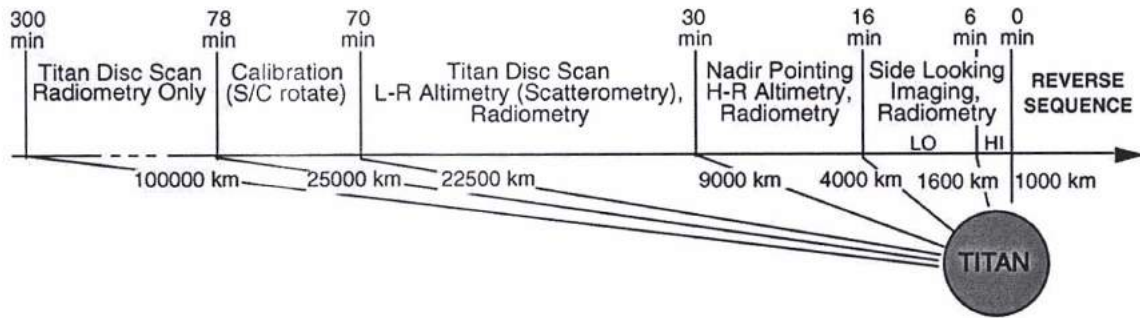 300 min
78 min
70 min
30 min
16 min
6 min
0 min
Titan Disc Scan
Radiometry Only
Calibration
(S/C rotate)
Titan Disc Scan
L-R Altimetry (Scatterometry),
Radiometry
Nadir Pointing
H-R Altimetry,
Radiometry
Side Looking
Imaging,
Radiometry
LO
HI
REVERSE
SEQUENCE
100000 km
25000 km
22500 km
9000 km
4000 km
1600 km
1000 km
TITAN